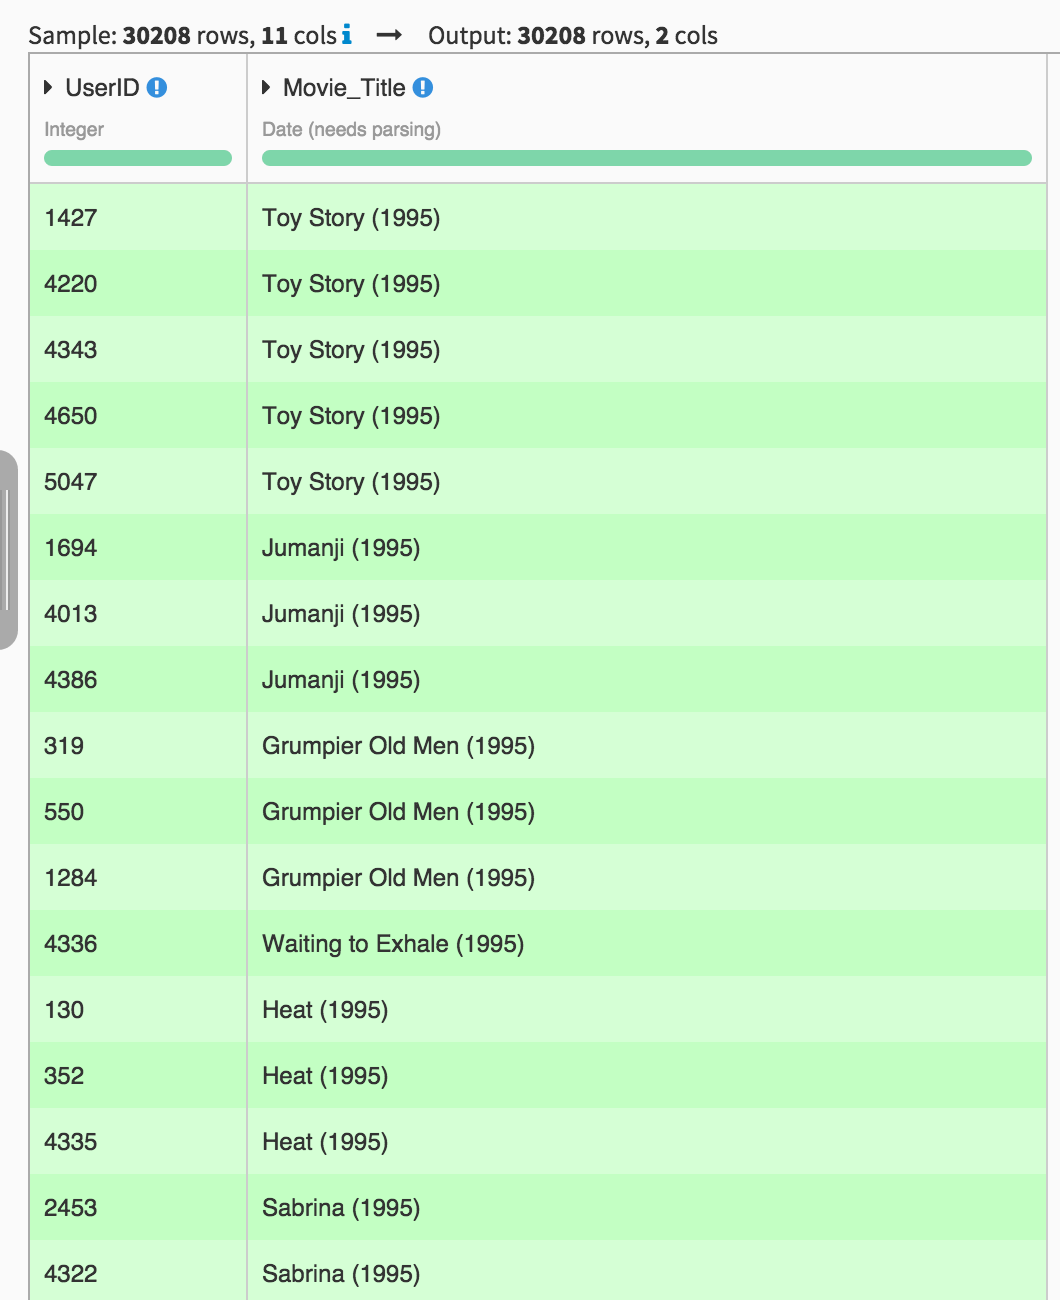 Sample: 30208 rows, 11 cols i → Output: 30208 rows, 2 cols
UserID ! Movie_Title !
Integer Date (needs parsing)
1427 Toy Story (1995)
4220 Toy Story (1995)
4343 Toy Story (1995)
4650 Toy Story (1995)
5047 Toy Story (1995)
1694 Jumanji (1995)
4013 Jumanji (1995)
4386 Jumanji (1995)
319 Grumpier Old Men (1995)
550 Grumpier Old Men (1995)
1284 Grumpier Old Men (1995)
4336 Waiting to Exhale (1995)
130 Heat (1995)
352 Heat (1995)
4335 Heat (1995)
2453 Sabrina (1995)
4322 Sabrina (1995)